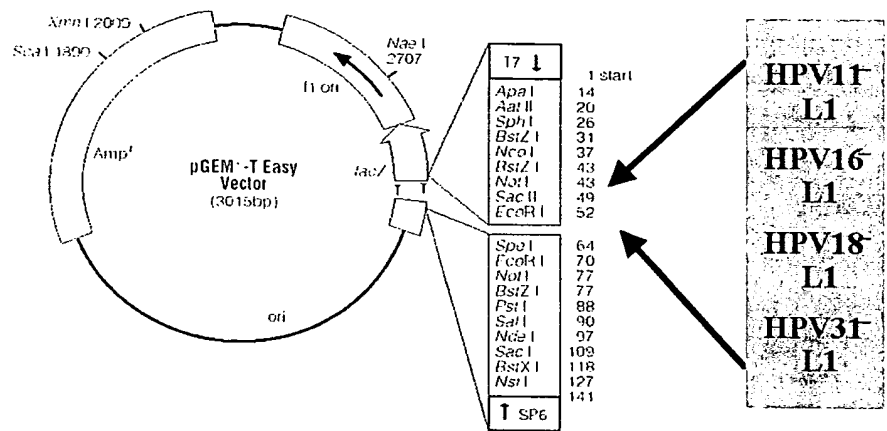 Xmn I 2009
Sca I 1890
Nae I
2707
f1 ori
Ampr
pGEM®-T Easy
Vector
(3015bp)
lacZ
T T
ori
T7 ↓
1 start
Apa I 14
Aat II 20
Sph I 26
BstZ I 31
Nco I 37
BstZ I 43
Not I 43
Sac II 49
EcoR I 52
Spe I 64
EcoR I 70
Not I 77
BstZ I 77
Pst I 88
Sal I 90
Nde I 97
Sac I 109
BstX I 118
Nsi I 127
141
↑ SP6
HPV11-
L1
HPV16-
L1
HPV18-
L1
HPV31-
L1